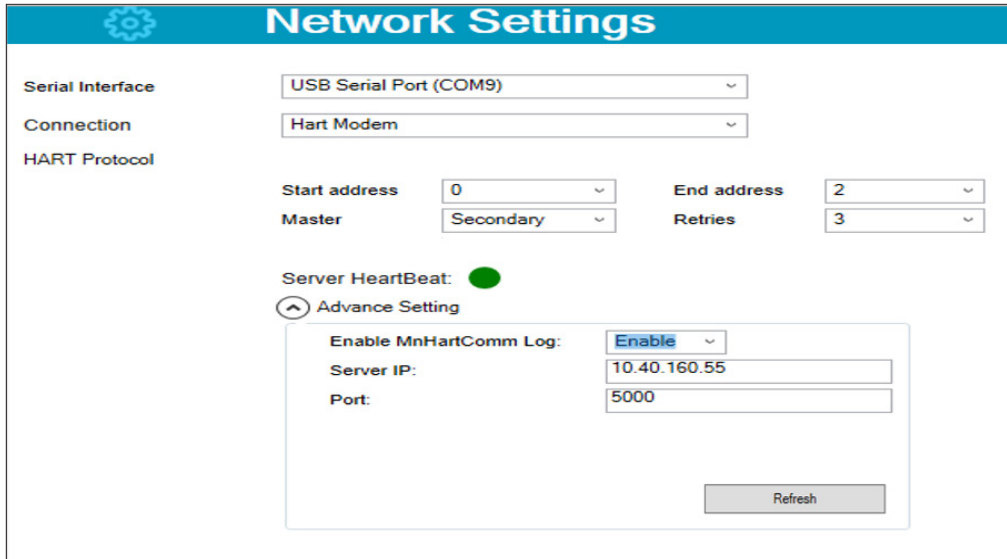 Network Settings
Serial Interface USB Serial Port (COM9)
Connection Hart Modem
HART Protocol
Start address 0 End address 2
Master Secondary Retries 3
Server HeartBeat:
Advance Setting
Enable MnHartComm Log: Enable
Server IP: 10.40.160.55
Port: 5000
Refresh